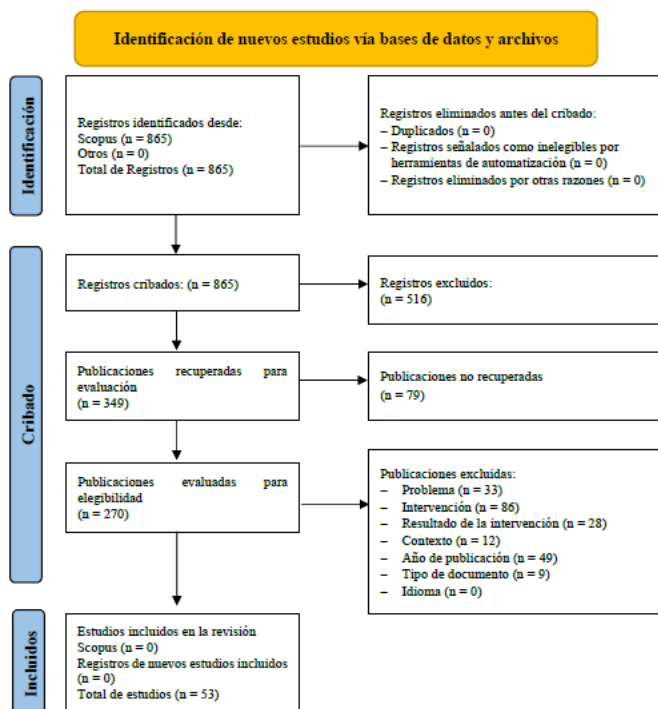 Identificación de nuevos estudios vía bases de datos y archivos
Identificación
Registros identificados desde:
Scopus (n = 865)
Otros (n = 0)
Total de Registros (n = 865)
Registros eliminados antes del cribado:
– Duplicados (n = 0)
– Registros señalados como inelegibles por
herramientas de automatización (n = 0)
– Registros eliminados por otras razones (n = 0)
Cribado
Registros cribados: (n = 865)
Registros excluidos:
(n = 516)
Publicaciones recuperadas para
evaluación
(n = 349)
Publicaciones no recuperadas
(n = 79)
Publicaciones evaluadas para
elegibilidad
(n = 270)
Publicaciones excluidas:
– Problema (n = 33)
– Intervención (n = 86)
– Resultado de la intervención (n = 28)
– Contexto (n = 12)
– Año de publicación (n = 49)
– Tipo de documento (n = 9)
– Idioma (n = 0)
Incluidos
Estudios incluidos en la revisión
Scopus (n = 0)
Registros de nuevos estudios incluidos
(n = 0)
Total de estudios (n = 53)